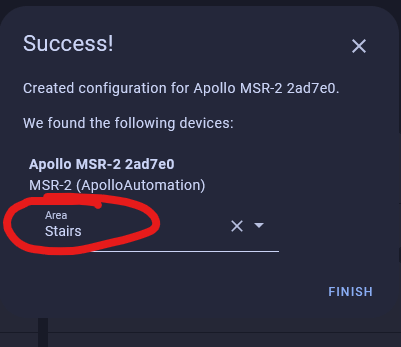 Success!
Created configuration for Apollo MSR-2 2ad7e0.
We found the following devices:
Apollo MSR-2 2ad7e0
MSR-2 (ApolloAutomation)
Area
Stairs
FINISH